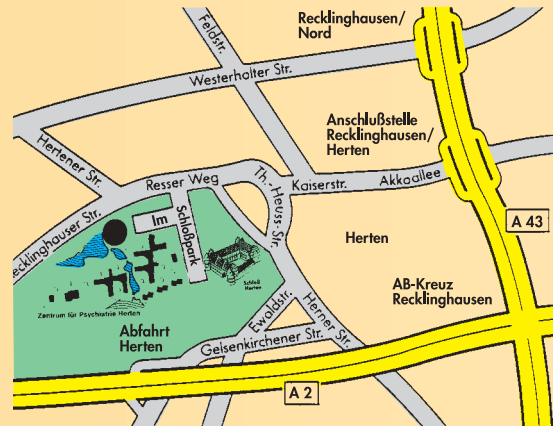 Recklinghausen/
Nord
Feldstr.
Westerholter Str.
Anschlußstelle
Recklinghausen/
Herten
Hertener Str.
Resser Weg
Th.-Heuss-Str.
Kaiserstr.
Akkoallee
Recklinghauser Str.
Im
Schloßpark
A 43
Herten
AB-Kreuz
Recklinghausen
Schloß
Herten
Zentrum für Psychiatrie Herten
Abfahrt
Herten
Ewaldstr.
Herner Str.
Gelsenkirchener Str.
A 2